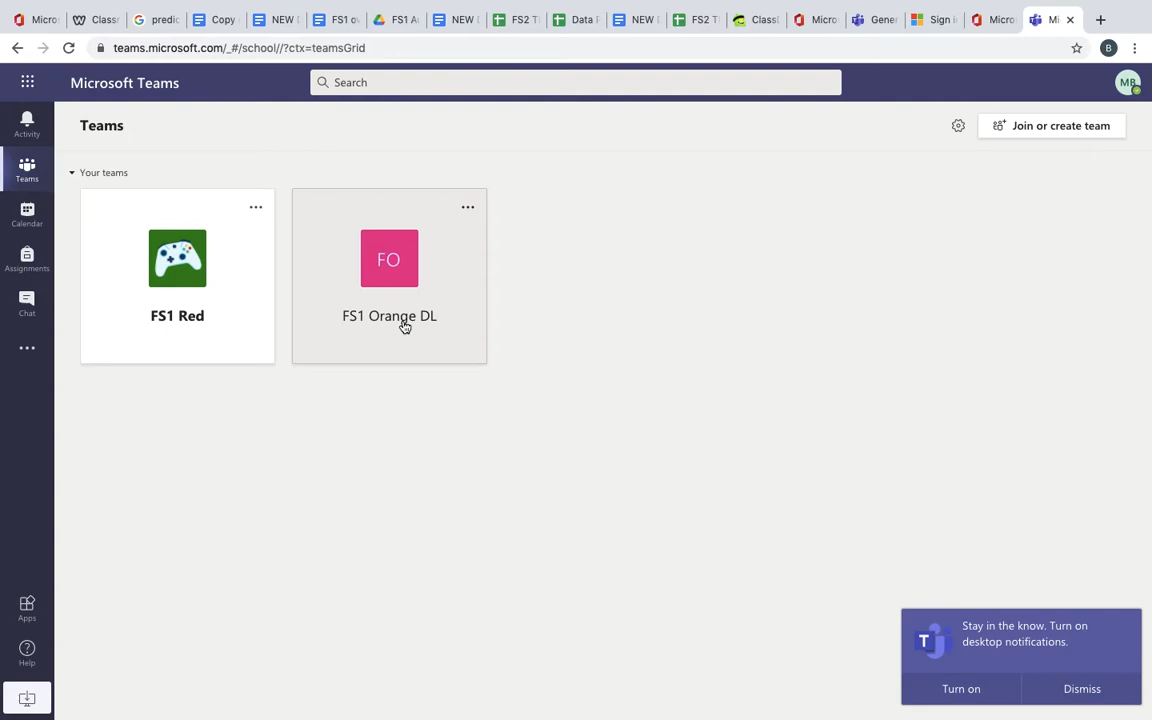 Micro
Class
predic
Copy
NEW D
FS1 ov
FS1 A
NEW D
FS2 T
Data F
NEW D
FS2 T
ClassD
Micro
Gener
Sign i
Micro
Mi
teams.microsoft.com/_#/school//?ctx=teamsGrid
B
Microsoft Teams
Search
MB
Activity
Teams
Calendar
Assignments
Chat
Apps
Help
Teams
Join or create team
Your teams
FS1 Red
FO
FS1 Orange DL
T
Stay in the know. Turn on
desktop notifications.
Turn on
Dismiss